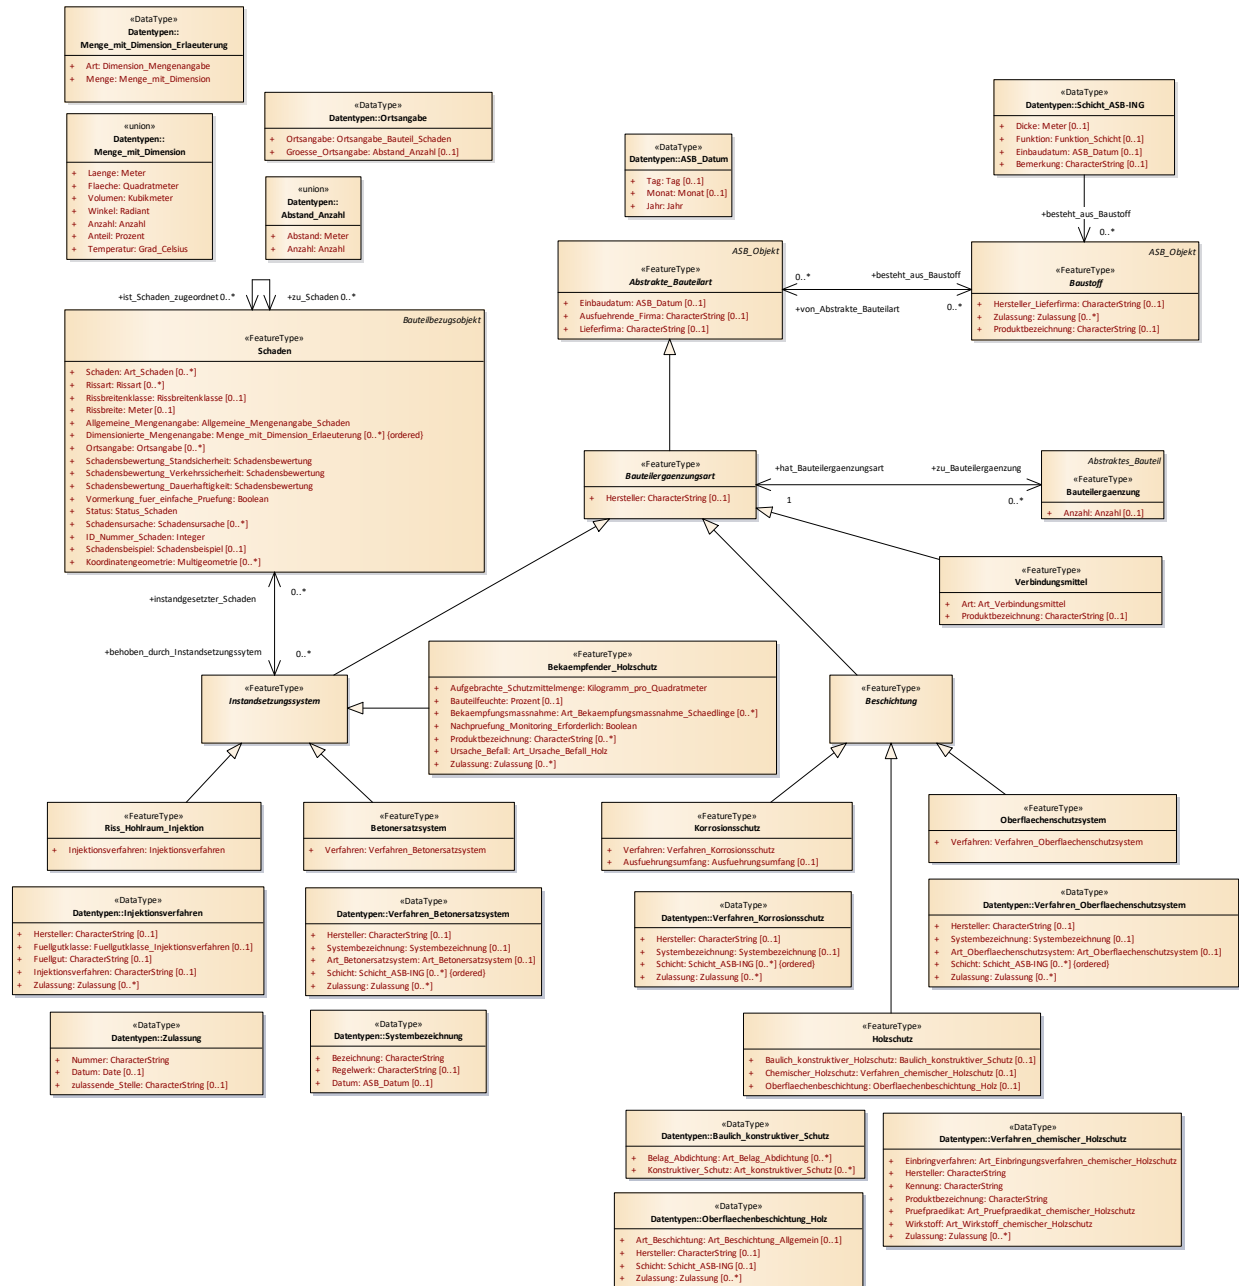 «DataType»
Datentypen::
Menge_mit_Dimension_Erlaeuterung
+ Art: Dimension_Mengenangabe
+ Menge: Menge_mit_Dimension
«union»
Datentypen::
Menge_mit_Dimension
+ Laenge: Meter
+ Flaeche: Quadratmeter
+ Volumen: Kubikmeter
+ Winkel: Radiant
+ Anzahl: Anzahl
+ Anteil: Prozent
+ Temperatur: Grad_Celsius
«DataType»
Datentypen::Ortsangabe
+ Ortsangabe: Ortsangabe_Bauteil_Schaden
+ Groesse_Ortsangabe: Abstand_Anzahl [0..1]
«union»
Datentypen::
Abstand_Anzahl
+ Abstand: Meter
+ Anzahl: Anzahl
«DataType»
Datentypen::ASB_Datum
+ Tag: Tag [0..1]
+ Monat: Monat [0..1]
+ Jahr: Jahr
«DataType»
Datentypen::Schicht_ASB-ING
+ Dicke: Meter [0..1]
+ Funktion: Funktion_Schicht [0..1]
+ Einbaudatum: ASB_Datum [0..1]
+ Bemerkung: CharacterString [0..1]
+besteht_aus_Baustoff
0..*
ASB_Objekt
«FeatureType»
Abstrakte_Bauteilart
+ Einbaudatum: ASB_Datum [0..1]
+ Ausfuehrende_Firma: CharacterString [0..1]
+ Lieferfirma: CharacterString [0..1]
0..*
+besteht_aus_Baustoff
+von_Abstrakte_Bauteilart
0..*
ASB_Objekt
«FeatureType»
Baustoff
+ Hersteller_Lieferfirma: CharacterString [0..1]
+ Zulassung: Zulassung [0..*]
+ Produktbezeichnung: CharacterString [0..1]
+ist_Schaden_zugeordnet 0..*
+zu_Schaden 0..*
Bauteilbezugsobjekt
«FeatureType»
Schaden
+ Schaden: Art_Schaden [0..*]
+ Rissart: Rissart [0..*]
+ Rissbreitenklasse: Rissbreitenklasse [0..1]
+ Rissbreite: Meter [0..1]
+ Allgemeine_Mengenangabe: Allgemeine_Mengenangabe_Schaden
+ Dimensionierte_Mengenangabe: Menge_mit_Dimension_Erlaeuterung [0..*] {ordered}
+ Ortsangabe: Ortsangabe [0..*]
+ Schadensbewertung_Standsicherheit: Schadensbewertung
+ Schadensbewertung_Verkehrssicherheit: Schadensbewertung
+ Schadensbewertung_Dauerhaftigkeit: Schadensbewertung
+ Vormerkung_fuer_einfache_Pruefung: Boolean
+ Status: Status_Schaden
+ Schadensursache: Schadensursache [0..*]
+ ID_Nummer_Schaden: Integer
+ Schadensbeispiel: Schadensbeispiel [0..1]
+ Koordinatengeometrie: Multigeometrie [0..*]
«FeatureType»
Bauteilergaenzungsart
+ Hersteller: CharacterString [0..1]
+hat_Bauteilergaenzungsart
1
+zu_Bauteilergaenzung
0..*
Abstraktes_Bauteil
«FeatureType»
Bauteilergaenzung
+ Anzahl: Anzahl [0..1]
«FeatureType»
Verbindungsmittel
+ Art: Art_Verbindungsmittel
+ Produktbezeichnung: CharacterString [0..1]
0..*
+instandgesetzter_Schaden
+behoben_durch_Instandsetzungssytem
0..*
«FeatureType»
Instandsetzungssystem
«FeatureType»
Bekaempfender_Holzschutz
+ Aufgebrachte_Schutzmittelmenge: Kilogramm_pro_Quadratmeter
+ Bauteilfeuchte: Prozent [0..1]
+ Bekaempfungsmassnahme: Art_Bekaempfungsmassnahme_Schaedlinge [0..*]
+ Nachpruefung_Monitoring_Erforderlich: Boolean
+ Produktbezeichnung: CharacterString [0..*]
+ Ursache_Befall: Art_Ursache_Befall_Holz
+ Zulassung: Zulassung [0..*]
«FeatureType»
Beschichtung
«FeatureType»
Riss_Hohlraum_Injektion
+ Injektionsverfahren: Injektionsverfahren
«FeatureType»
Betonersatzsystem
+ Verfahren: Verfahren_Betonersatzsystem
«FeatureType»
Korrosionsschutz
+ Verfahren: Verfahren_Korrosionsschutz
+ Ausfuehrungsumfang: Ausfuehrungsumfang [0..1]
«FeatureType»
Oberflaechenschutzsystem
+ Verfahren: Verfahren_Oberflaechenschutzsystem
«DataType»
Datentypen::Injektionsverfahren
+ Hersteller: CharacterString [0..1]
+ Fuellgutklasse: Fuellgutklasse_Injektionsverfahren [0..1]
+ Fuellgut: CharacterString [0..1]
+ Injektionsverfahren: CharacterString [0..1]
+ Zulassung: Zulassung [0..*]
«DataType»
Datentypen::Verfahren_Betonersatzsystem
+ Hersteller: CharacterString [0..1]
+ Systembezeichnung: Systembezeichnung [0..1]
+ Art_Betonersatzsystem: Art_Betonersatzsystem [0..1]
+ Schicht: Schicht_ASB-ING [0..*] {ordered}
+ Zulassung: Zulassung [0..*]
«DataType»
Datentypen::Verfahren_Korrosionsschutz
+ Hersteller: CharacterString [0..1]
+ Systembezeichnung: Systembezeichnung [0..1]
+ Schicht: Schicht_ASB-ING [0..*] {ordered}
+ Zulassung: Zulassung [0..*]
«DataType»
Datentypen::Verfahren_Oberflaechenschutzsystem
+ Hersteller: CharacterString [0..1]
+ Systembezeichnung: Systembezeichnung [0..1]
+ Art_Oberflaechenschutzsystem: Art_Oberflaechenschutzsystem [0..1]
+ Schicht: Schicht_ASB-ING [0..*] {ordered}
+ Zulassung: Zulassung [0..*]
«DataType»
Datentypen::Zulassung
+ Nummer: CharacterString
+ Datum: Date [0..1]
+ zulassende_Stelle: CharacterString [0..1]
«DataType»
Datentypen::Systembezeichnung
+ Bezeichnung: CharacterString
+ Regelwerk: CharacterString [0..1]
+ Datum: ASB_Datum [0..1]
«FeatureType»
Holzschutz
+ Baulich_konstruktiver_Holzschutz: Baulich_konstruktiver_Schutz [0..1]
+ Chemischer_Holzschutz: Verfahren_chemischer_Holzschutz [0..1]
+ Oberflaechenbeschichtung: Oberflaechenbeschichtung_Holz [0..1]
«DataType»
Datentypen::Baulich_konstruktiver_Schutz
+ Belag_Abdichtung: Art_Belag_Abdichtung [0..*]
+ Konstruktiver_Schutz: Art_konstruktiver_Schutz [0..*]
«DataType»
Datentypen::Verfahren_chemischer_Holzschutz
+ Einbringverfahren: Art_Einbringungsverfahren_chemischer_Holzschutz
+ Hersteller: CharacterString
+ Kennung: CharacterString
+ Produktbezeichnung: CharacterString
+ Pruefpraedikat: Art_Pruefpraedikat_chemischer_Holzschutz
+ Wirkstoff: Art_Wirkstoff_chemischer_Holzschutz
+ Zulassung: Zulassung [0..*]
«DataType»
Datentypen::Oberflaechenbeschichtung_Holz
+ Art_Beschichtung: Art_Beschichtung_Allgemein [0..1]
+ Hersteller: CharacterString [0..1]
+ Schicht: Schicht_ASB-ING [0..1]
+ Zulassung: Zulassung [0..*]